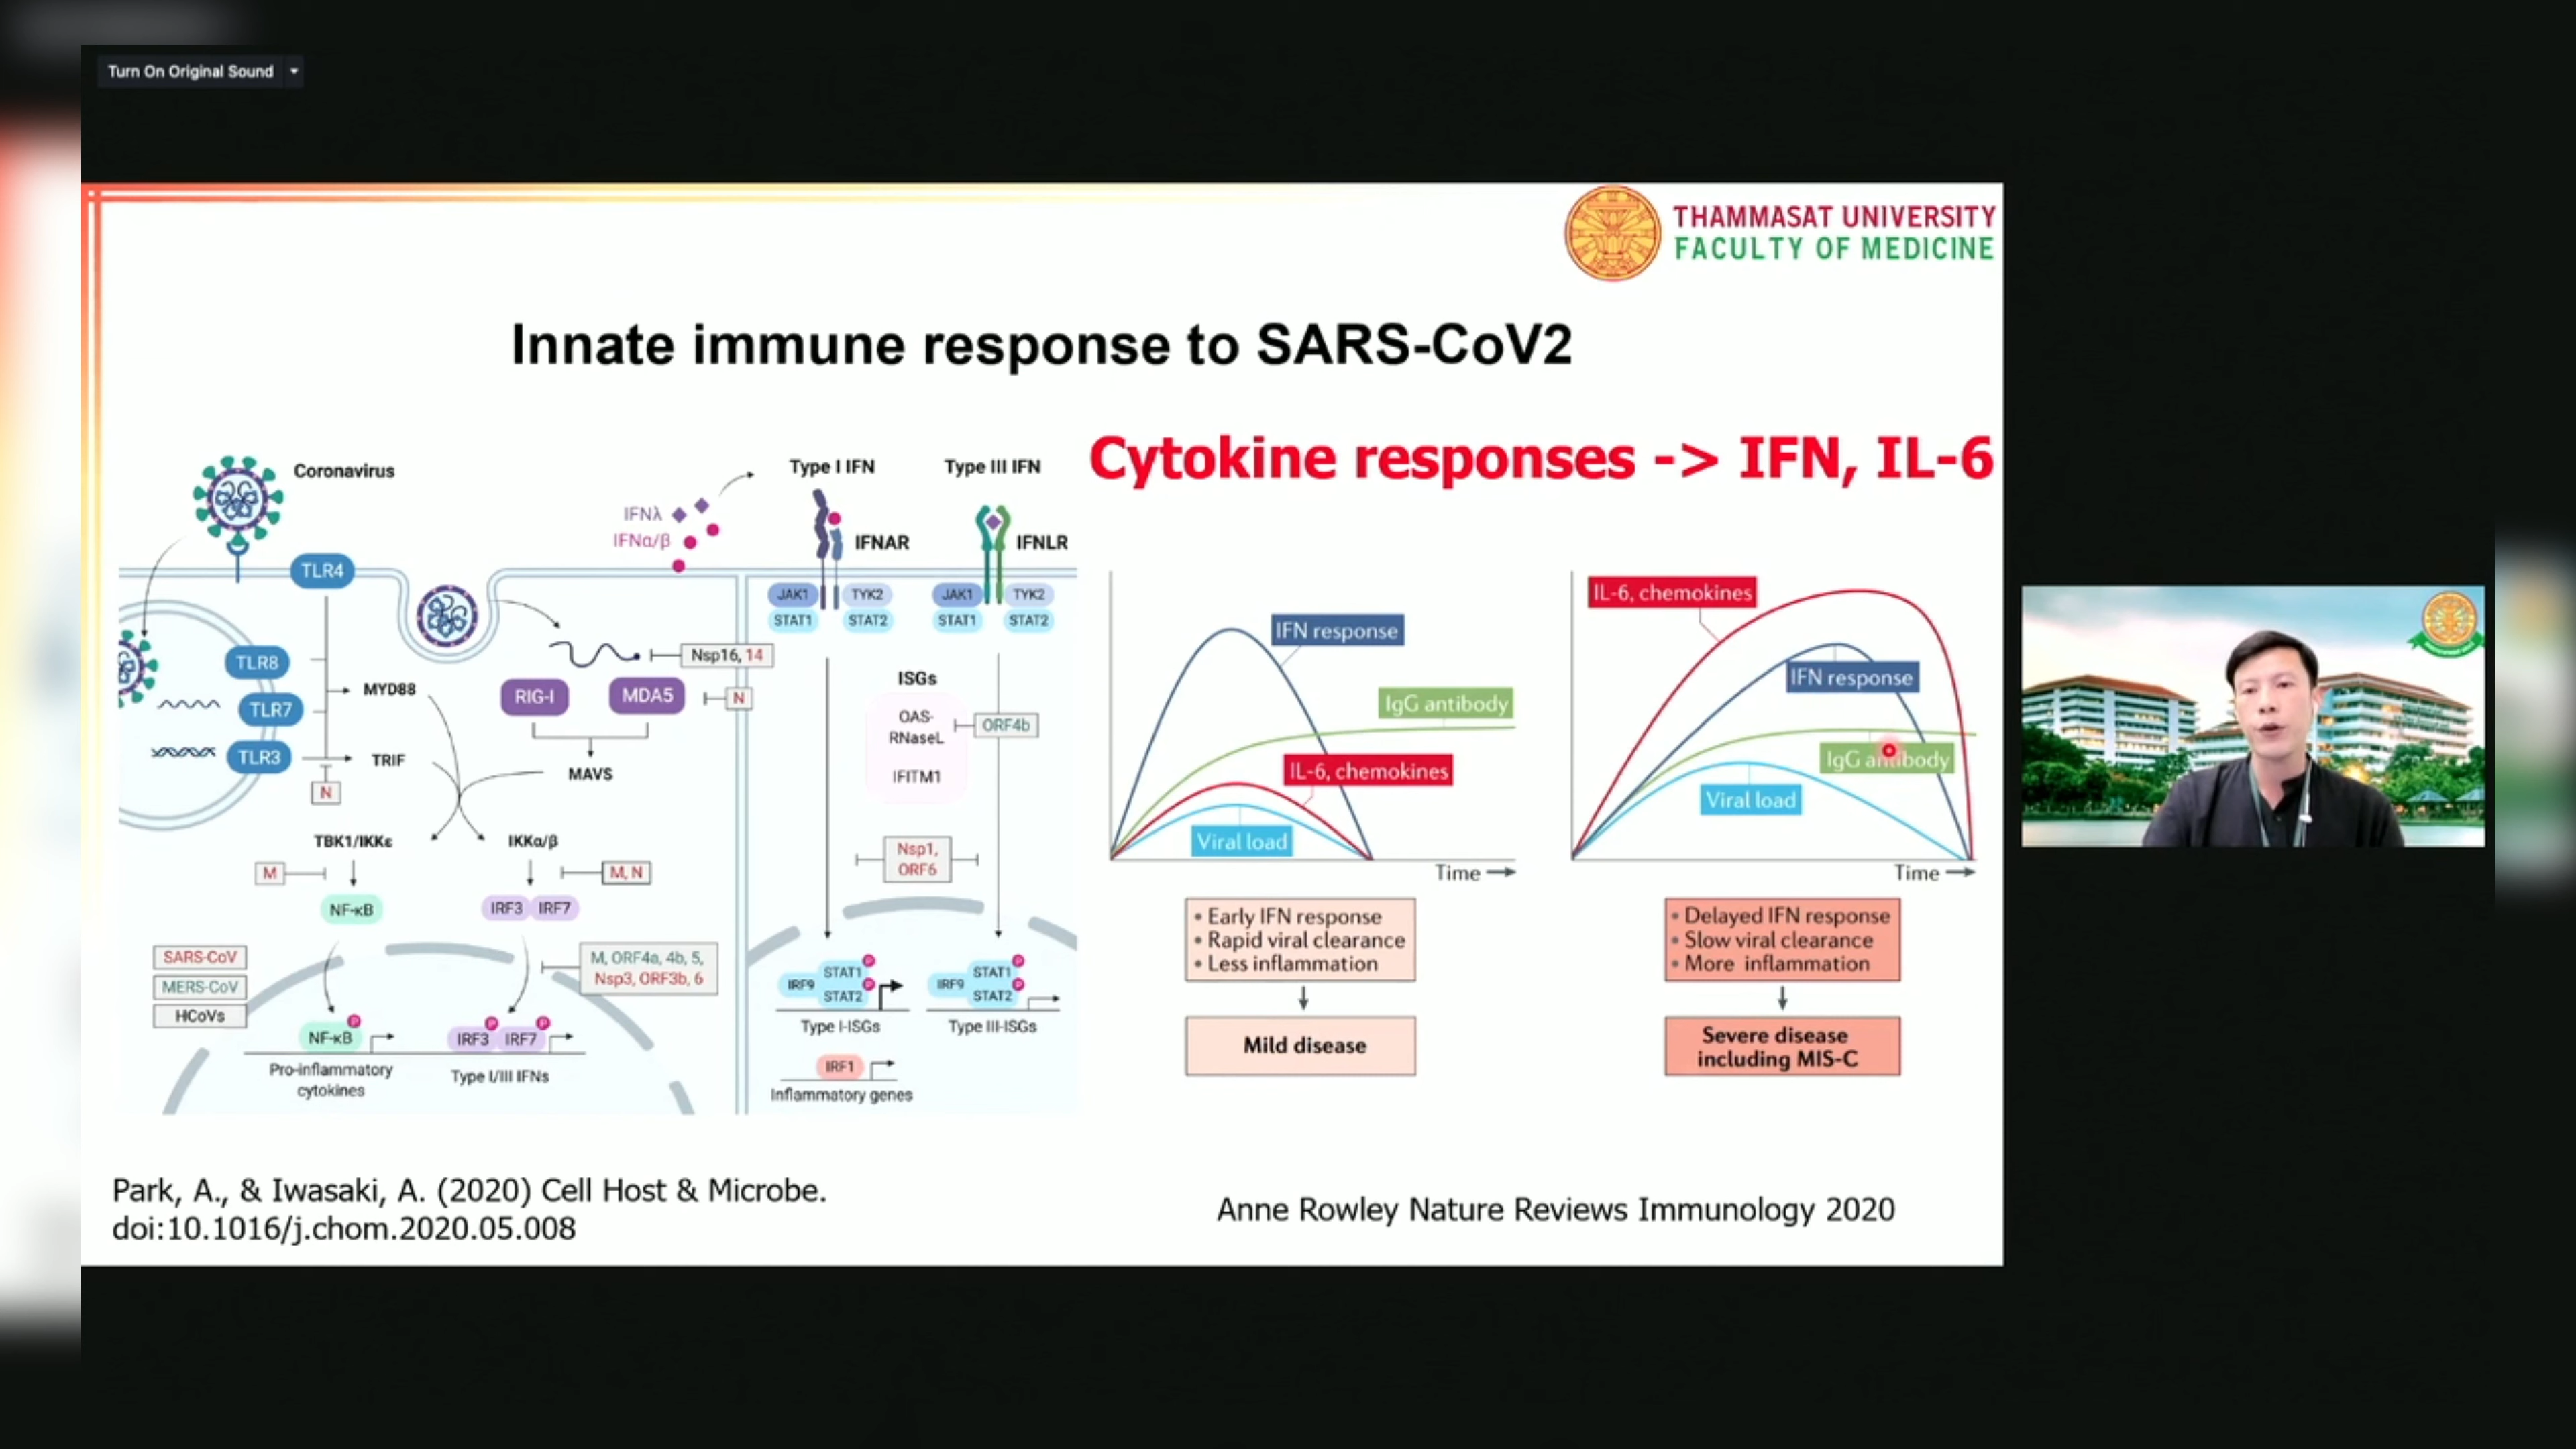 Turn On Original Sound
THAMMASAT UNIVERSITY
FACULTY OF MEDICINE
Innate immune response to SARS-CoV2
Cytokine responses -> IFN, IL-6
Coronavirus
TLR4
TLR8
TLR7
TLR3
MYD88
TRIF
N
IFNλ
IFNα/β
Nsp16, 14
RIG-I
MDA5
N
MAVS
TBK1/IKKε
IKKα/β
M
M, N
NF-κB
IRF3
IRF7
SARS-CoV
MERS-CoV
HCoVs
M, ORF4a, 4b, 5,
Nsp3, ORF3b, 6
P
NF-κB
P
P
IRF3
IRF7
Pro-inflammatory
cytokines
Type I/III IFNs
Type I IFN
Type III IFN
IFNAR
IFNLR
JAK1
TYK2
STAT1
STAT2
JAK1
TYK2
STAT1
STAT2
ISGs
OAS-
RNaseL
IFITM1
ORF4b
Nsp1,
ORF6
IRF9
STAT1
P
STAT2
P
IRF9
STAT1
P
STAT2
P
Type I-ISGs
Type III-ISGs
IRF1
Inflammatory genes
IFN response
IgG antibody
IL-6, chemokines
Viral load
Time
• Early IFN response
• Rapid viral clearance
• Less inflammation
Mild disease
IL-6, chemokines
IFN response
IgG antibody
Viral load
Time
• Delayed IFN response
• Slow viral clearance
• More inflammation
Severe disease
including MIS-C
Park, A., & Iwasaki, A. (2020) Cell Host & Microbe.
doi:10.1016/j.chom.2020.05.008
Anne Rowley Nature Reviews Immunology 2020